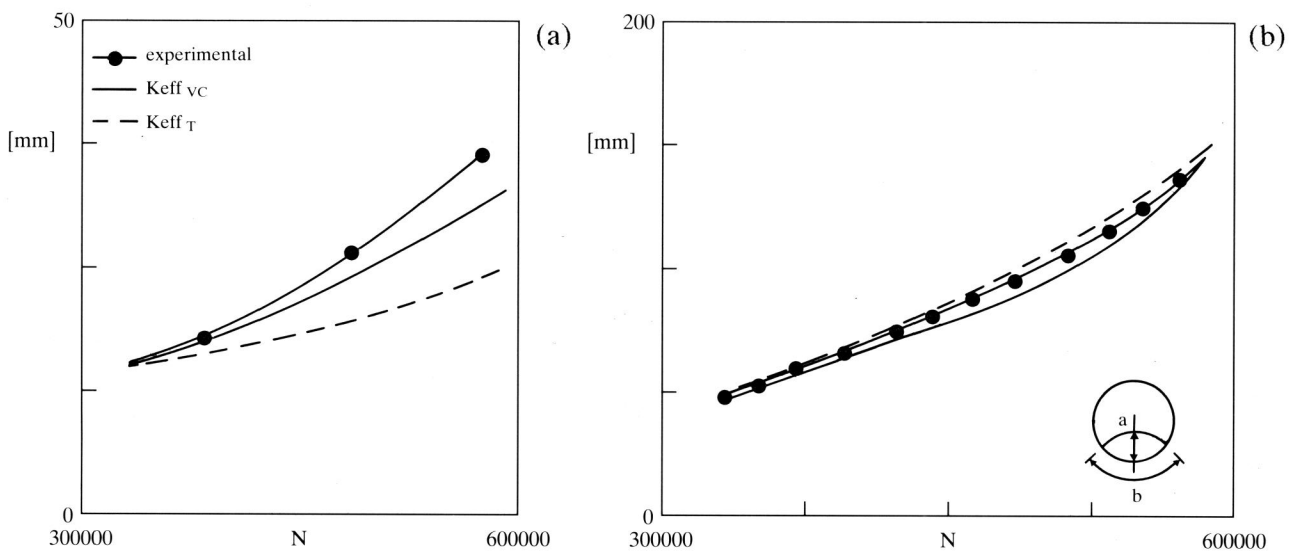 50
(a)
experimental
Keff VC
Keff T
[mm]
0
300000
N
600000
200
(b)
[mm]
a
b
0
300000
N
600000